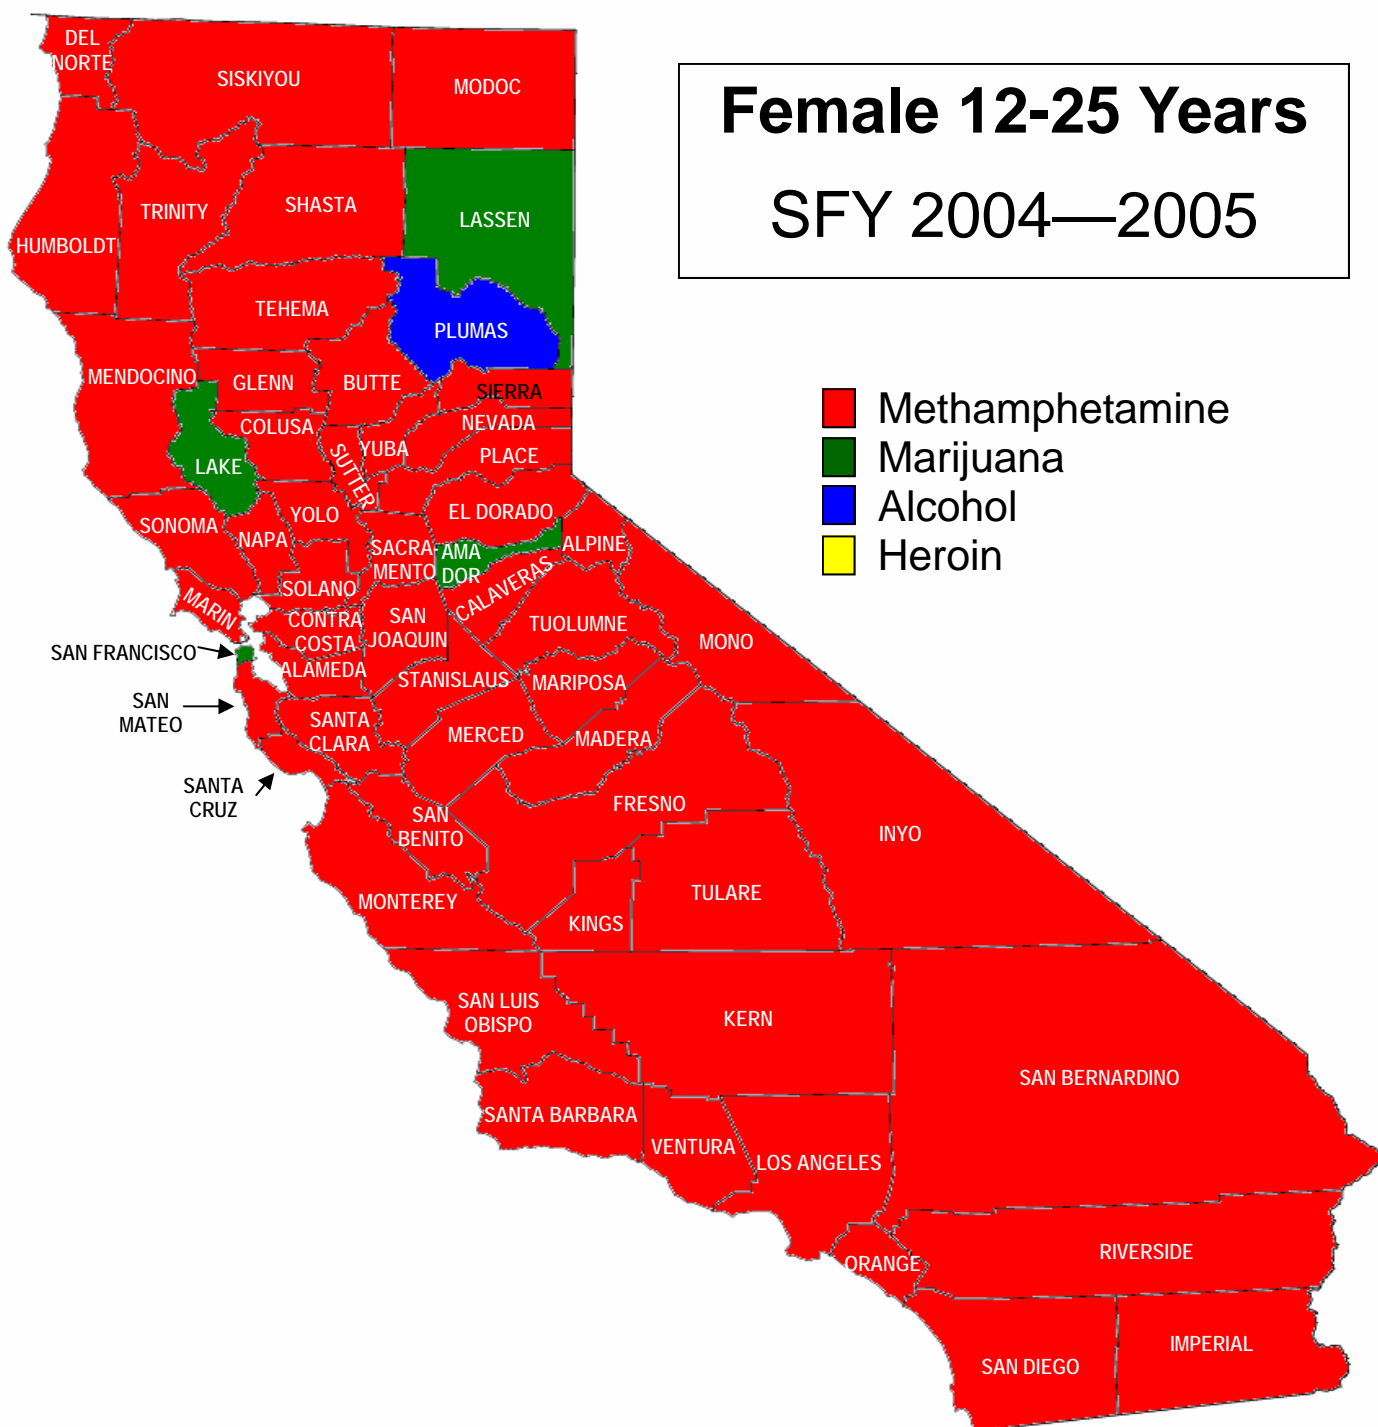 Female 12-25 Years
SFY 2004—2005
Methamphetamine
Marijuana
Alcohol
Heroin
DEL
NORTE
SISKIYOU
MODOC
HUMBOLDT
TRINITY
SHASTA
LASSEN
TEHEMA
PLUMAS
MENDOCINO
GLENN
BUTTE
SIERRA
COLUSA
NEVADA
LAKE
SUTTER
YUBA
PLACE
SONOMA
NAPA
YOLO
EL DORADO
SACRA
MENTO
AMA
DOR
ALPINE
SOLANO
CALAVERAS
MARIN
CONTRA
COSTA
SAN
JOAQUIN
TUOLUMNE
MONO
SAN FRANCISCO
ALAMEDA
STANISLAUS
MARIPOSA
SAN
MATEO
SANTA
CLARA
MERCED
MADERA
SANTA
CRUZ
SAN
BENITO
FRESNO
INYO
MONTEREY
KINGS
TULARE
SAN LUIS
OBISPO
KERN
SAN BERNARDINO
SANTA BARBARA
VENTURA
LOS ANGELES
ORANGE
RIVERSIDE
SAN DIEGO
IMPERIAL